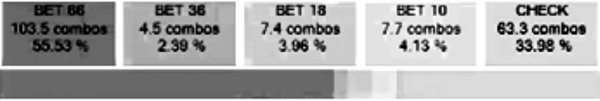 BET 66
103.5 combos
55.53 %
BET 36
4.5 combos
2.39 %
BET 18
7.4 combos
3.96 %
BET 10
7.7 combos
4.13 %
CHECK
63.3 combos
33.98 %